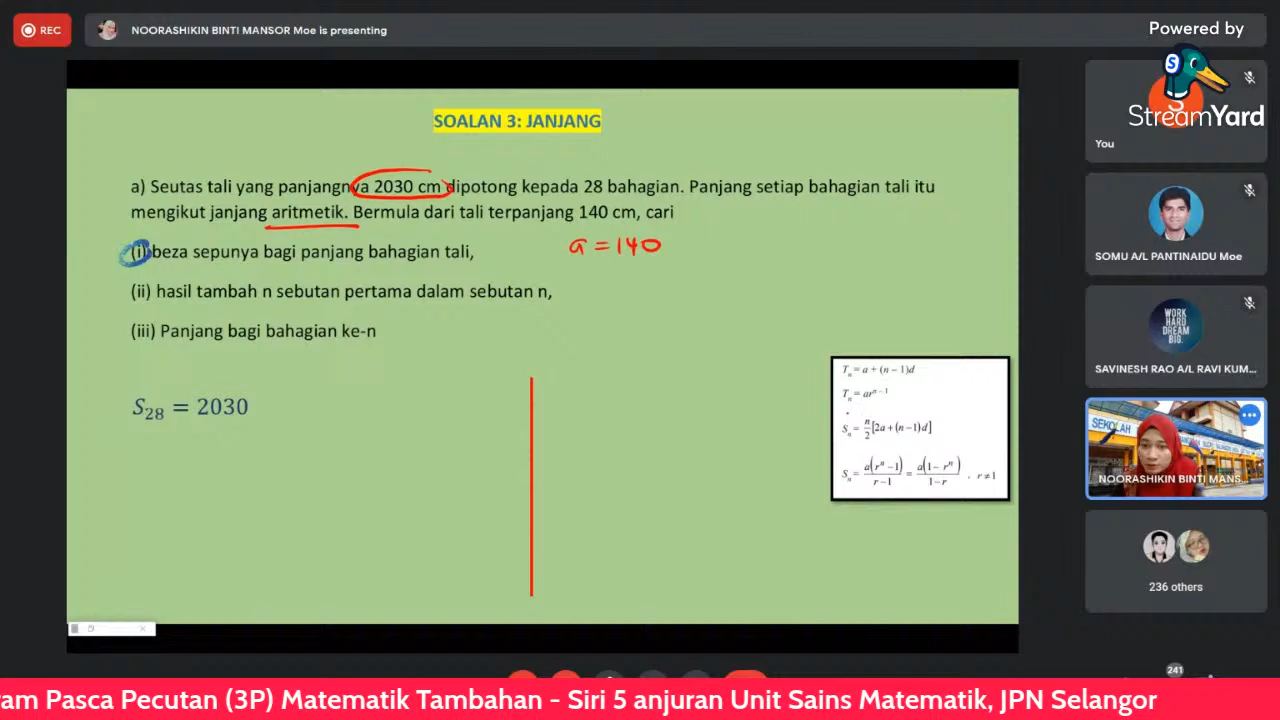 REC
NOORASHIKIN BINTI MANSOR Moe is presenting
Powered by
StreamYard
You
SOALAN 3: JANJANG
a) Seutas tali yang panjangnya 2030 cm dipotong kepada 28 bahagian. Panjang setiap bahagian tali itu
mengikut janjang aritmetik. Bermula dari tali terpanjang 140 cm, cari
a = 140
(i) beza sepunya bagi panjang bahagian tali,
(ii) hasil tambah n sebutan pertama dalam sebutan n,
(iii) Panjang bagi bahagian ke-n
S₂₈ = 2030
Tₙ = a + (n – 1)d
Tₙ = arⁿ⁻¹
Sₙ = n/2 [2a + (n – 1)d]
Sₙ = a(rⁿ – 1)/(r – 1) = a(1 – rⁿ)/(1 – r) , r ≠ 1
SOMU A/L PANTINAIDU Moe
WORK
HARD
DREAM
BIG.
SAVINESH RAO A/L RAVI KUM...
SEKOLAH
NOORASHIKIN BINTI MANS...
236 others
241
ram Pasca Pecutan (3P) Matematik Tambahan - Siri 5 anjuran Unit Sains Matematik, JPN Selangor